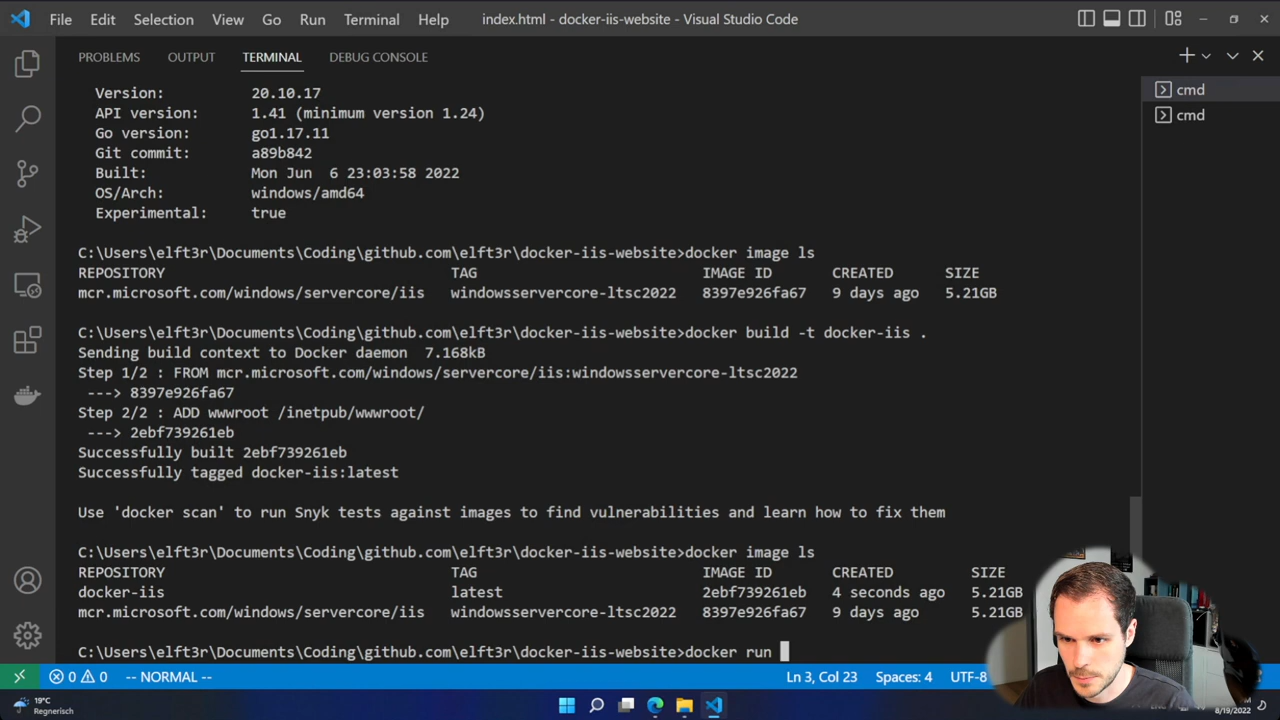 File Edit Selection View Go Run Terminal Help index.html - docker-iis-website - Visual Studio Code
PROBLEMS OUTPUT TERMINAL DEBUG CONSOLE
cmd
cmd
Version: 20.10.17
API version: 1.41 (minimum version 1.24)
Go version: go1.17.11
Git commit: a89b842
Built: Mon Jun 6 23:03:58 2022
OS/Arch: windows/amd64
Experimental: true
C:\Users\elft3r\Documents\Coding\github.com\elft3r\docker-iis-website>docker image ls
REPOSITORY TAG IMAGE ID CREATED SIZE
mcr.microsoft.com/windows/servercore/iis windowsservercore-ltsc2022 8397e926fa67 9 days ago 5.21GB
C:\Users\elft3r\Documents\Coding\github.com\elft3r\docker-iis-website>docker build -t docker-iis .
Sending build context to Docker daemon 7.168kB
Step 1/2 : FROM mcr.microsoft.com/windows/servercore/iis:windowsservercore-ltsc2022
---> 8397e926fa67
Step 2/2 : ADD wwwroot /inetpub/wwwroot/
---> 2ebf739261eb
Successfully built 2ebf739261eb
Successfully tagged docker-iis:latest
Use 'docker scan' to run Snyk tests against images to find vulnerabilities and learn how to fix them
C:\Users\elft3r\Documents\Coding\github.com\elft3r\docker-iis-website>docker image ls
REPOSITORY TAG IMAGE ID CREATED SIZE
docker-iis latest 2ebf739261eb 4 seconds ago 5.21GB
mcr.microsoft.com/windows/servercore/iis windowsservercore-ltsc2022 8397e926fa67 9 days ago 5.21GB
C:\Users\elft3r\Documents\Coding\github.com\elft3r\docker-iis-website>docker run
0 0 -- NORMAL -- Ln 3, Col 23 Spaces: 4 UTF-8
19°C
Regnerisch
8/19/2022